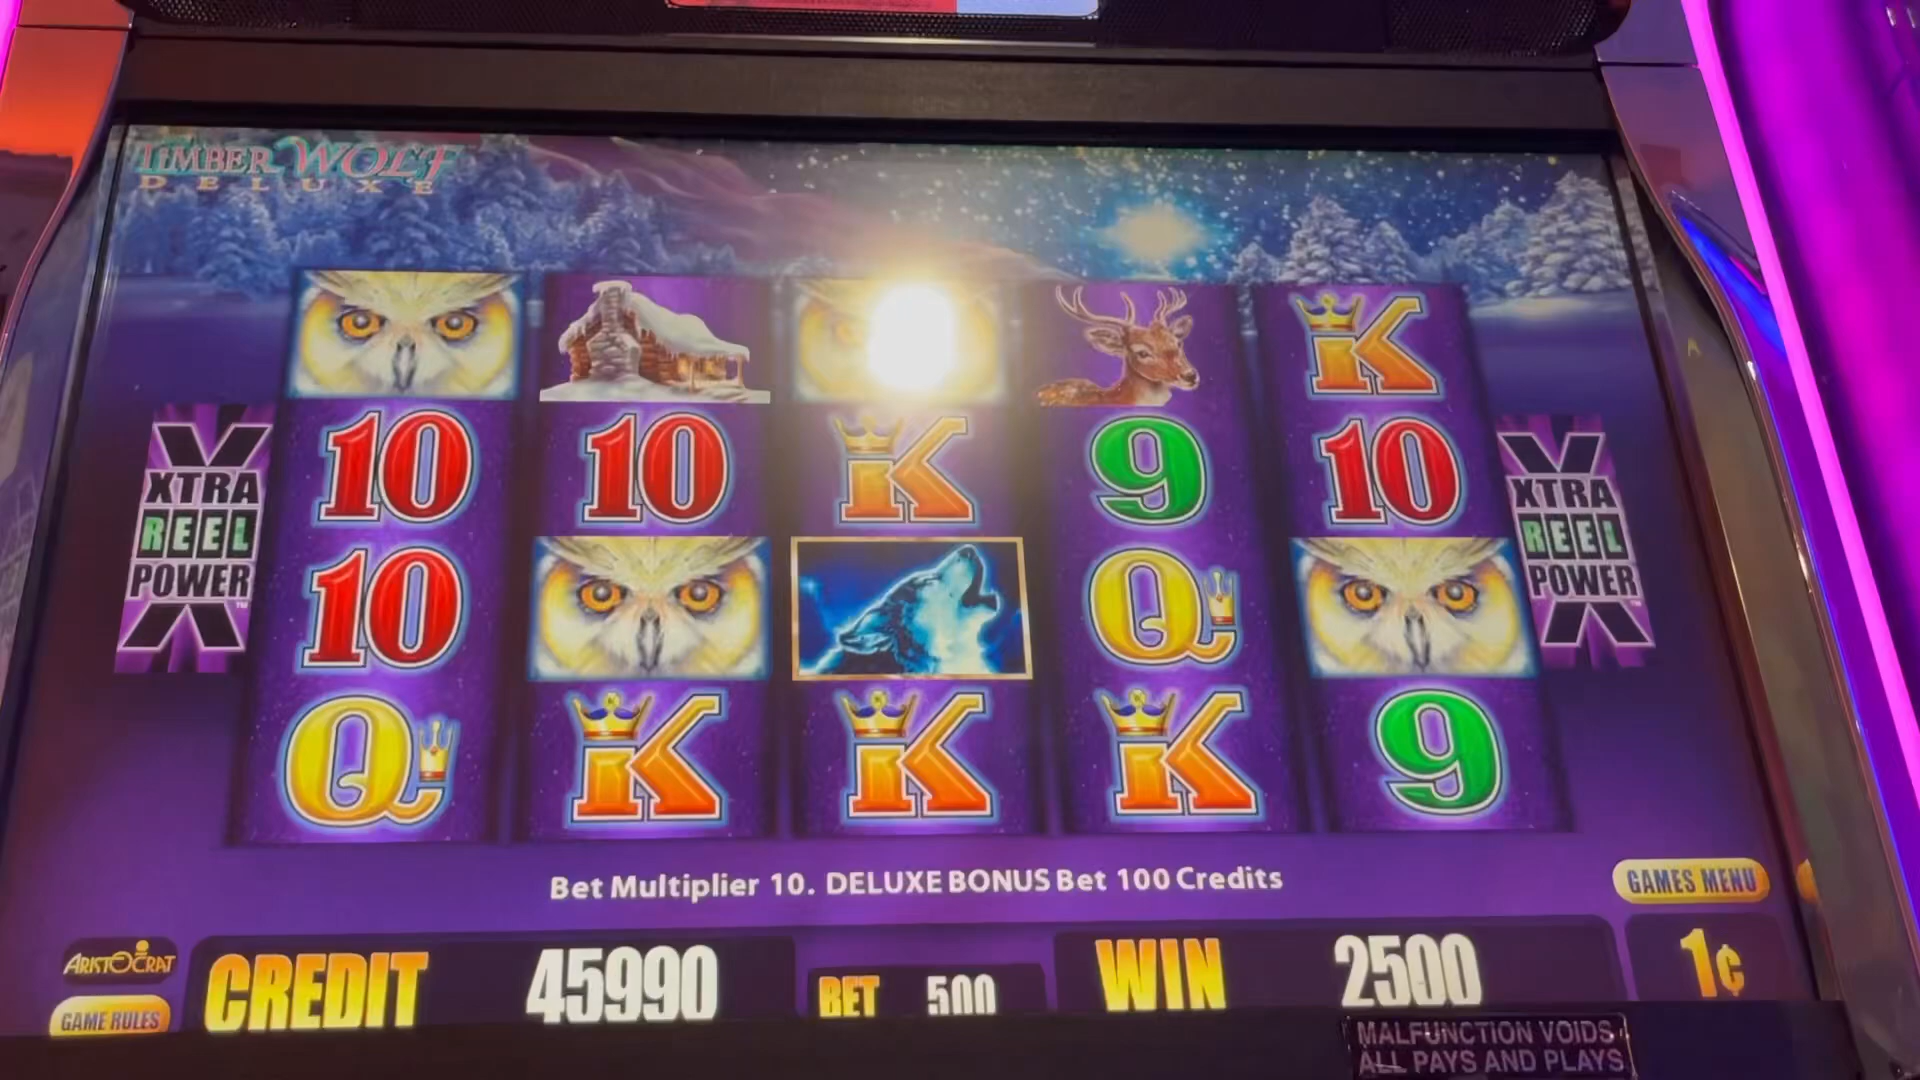 TIMBER WOLF
DELUXE
K
10
10
K
9
10
XTRA
REEL
POWER™
XTRA
REEL
POWER™
10
Q
Q
K
K
K
9
Bet Multiplier 10. DELUXE BONUS Bet 100 Credits
GAMES MENU
ARISTOCRAT
GAME RULES
CREDIT 45990
BET 500
WIN 2500
1¢
MALFUNCTION VOIDS
ALL PAYS AND PLAYS